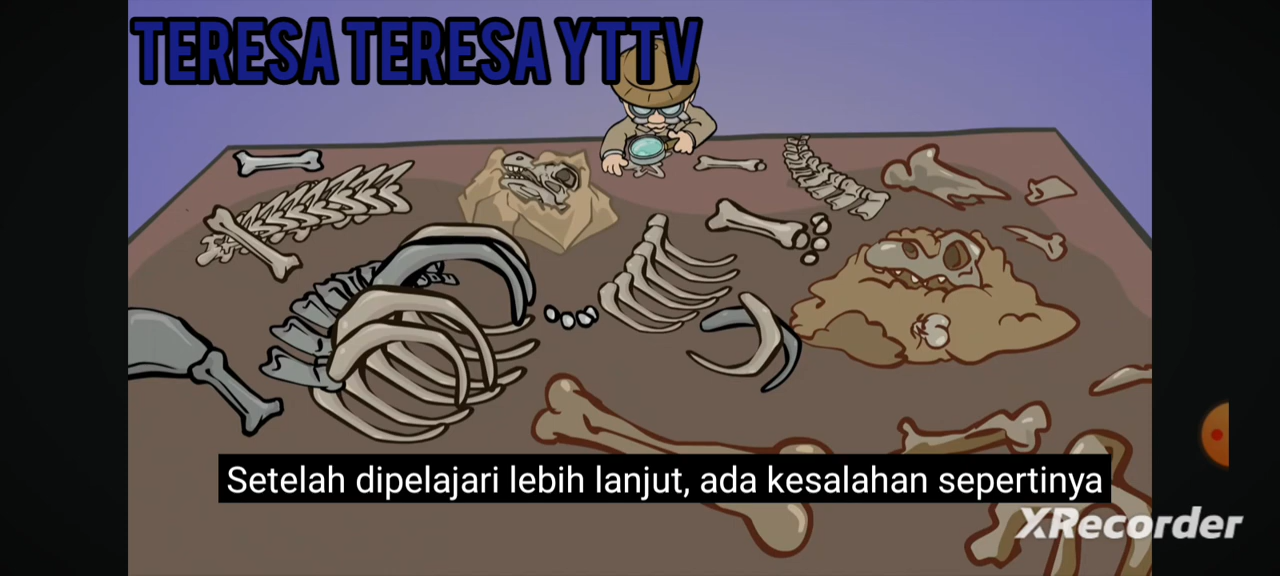 TERESA TERESA YTTV
Setelah dipelajari lebih lanjut, ada kesalahan sepertinya
XRecorder